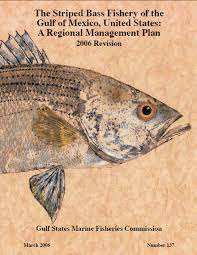 The Striped Bass Fishery of the
Gulf of Mexico, United States:
A Regional Management Plan
2006 Revision
Gulf States Marine Fisheries Commission
March 2006 Number 137